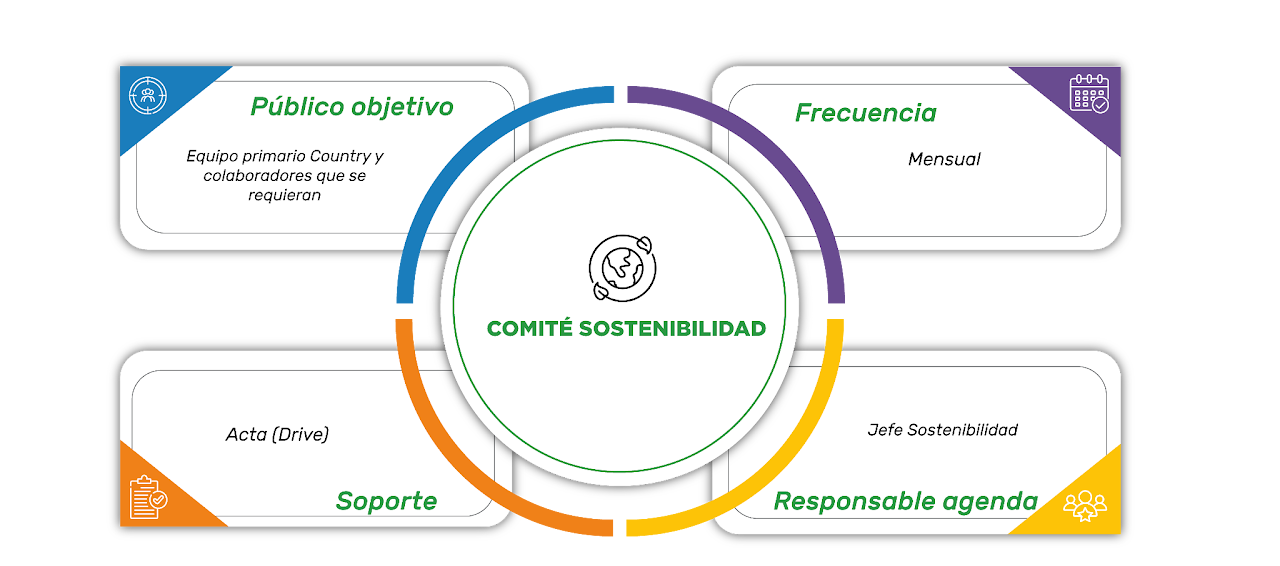 Público objetivo
Equipo primario Country y
colaboradores que se
requieran
Frecuencia
Mensual
COMITÉ SOSTENIBILIDAD
Acta (Drive)
Soporte
Jefe Sostenibilidad
Responsable agenda